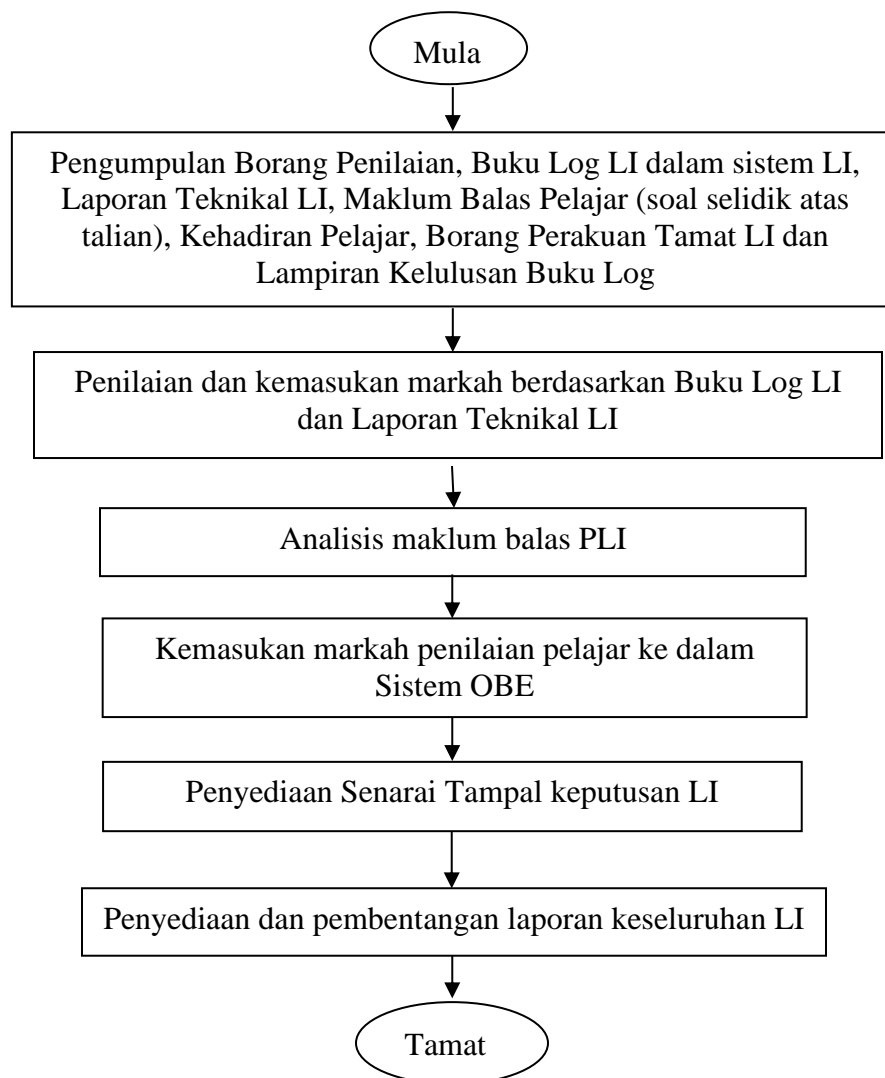 Mula
Pengumpulan Borang Penilaian, Buku Log LI dalam sistem LI,
Laporan Teknikal LI, Maklum Balas Pelajar (soal selidik atas
talian), Kehadiran Pelajar, Borang Perakuan Tamat LI dan
Lampiran Kelulusan Buku Log
Penilaian dan kemasukan markah berdasarkan Buku Log LI
dan Laporan Teknikal LI
Analisis maklum balas PLI
Kemasukan markah penilaian pelajar ke dalam
Sistem OBE
Penyediaan Senarai Tampal keputusan LI
Penyediaan dan pembentangan laporan keseluruhan LI
Tamat